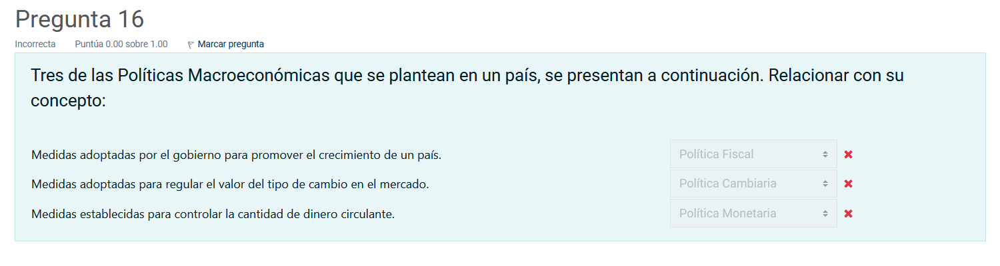 Pregunta 16
Incorrecta Puntúa 0.00 sobre 1.00 Marcar pregunta
Tres de las Políticas Macroeconómicas que se plantean en un país, se presentan a continuación. Relacionar con su
concepto:
Medidas adoptadas por el gobierno para promover el crecimiento de un país. Política Fiscal
Medidas adoptadas para regular el valor del tipo de cambio en el mercado. Política Cambiaria
Medidas establecidas para controlar la cantidad de dinero circulante. Política Monetaria